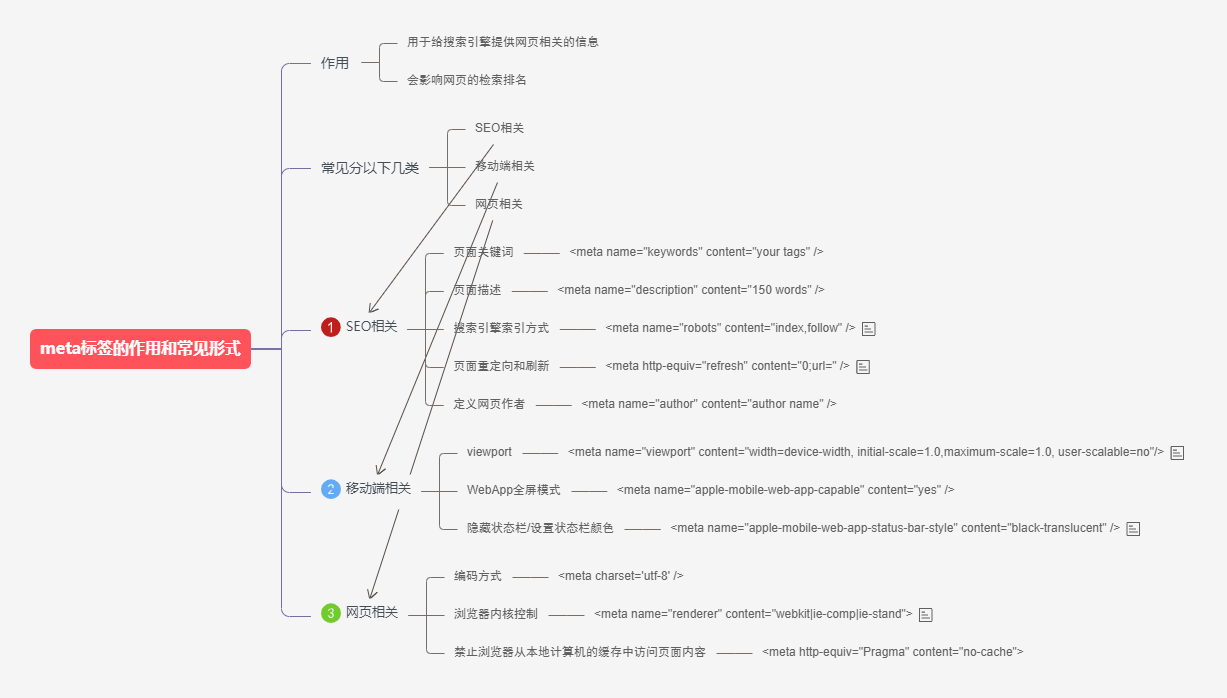 作用
用于给搜索引擎提供网页相关的信息
会影响网页的检索排名
常见分以下几类
SEO相关
移动端相关
网页相关
meta标签的作用和常见形式
1 SEO相关
页面关键词 <meta name="keywords" content="your tags" />
页面描述 <meta name="description" content="150 words" />
搜索引擎索引方式 <meta name="robots" content="index,follow" />
页面重定向和刷新 <meta http-equiv="refresh" content="0;url=" />
定义网页作者 <meta name="author" content="author name" />
2 移动端相关
viewport <meta name="viewport" content="width=device-width, initial-scale=1.0,maximum-scale=1.0, user-scalable=no"/>
WebApp全屏模式 <meta name="apple-mobile-web-app-capable" content="yes" />
隐藏状态栏/设置状态栏颜色 <meta name="apple-mobile-web-app-status-bar-style" content="black-translucent" />
3 网页相关
编码方式 <meta charset='utf-8' />
浏览器内核控制 <meta name="renderer" content="webkit|ie-comp|ie-stand">
禁止浏览器从本地计算机的缓存中访问页面内容 <meta http-equiv="Pragma" content="no-cache">